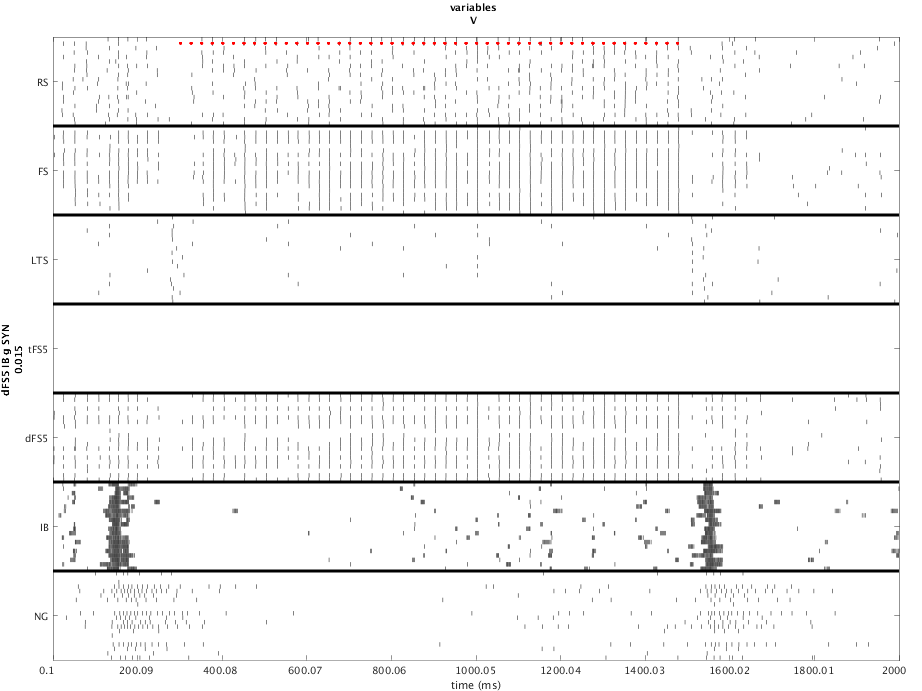 variables
V
RS
FS
LTS
dFS5 IB g SYN
0.015
tFS5
dFS5
IB
NG
0.1 200.09 400.08 600.07 800.06 1000.05 1200.04 1400.03 1600.02 1800.01 2000
time (ms)